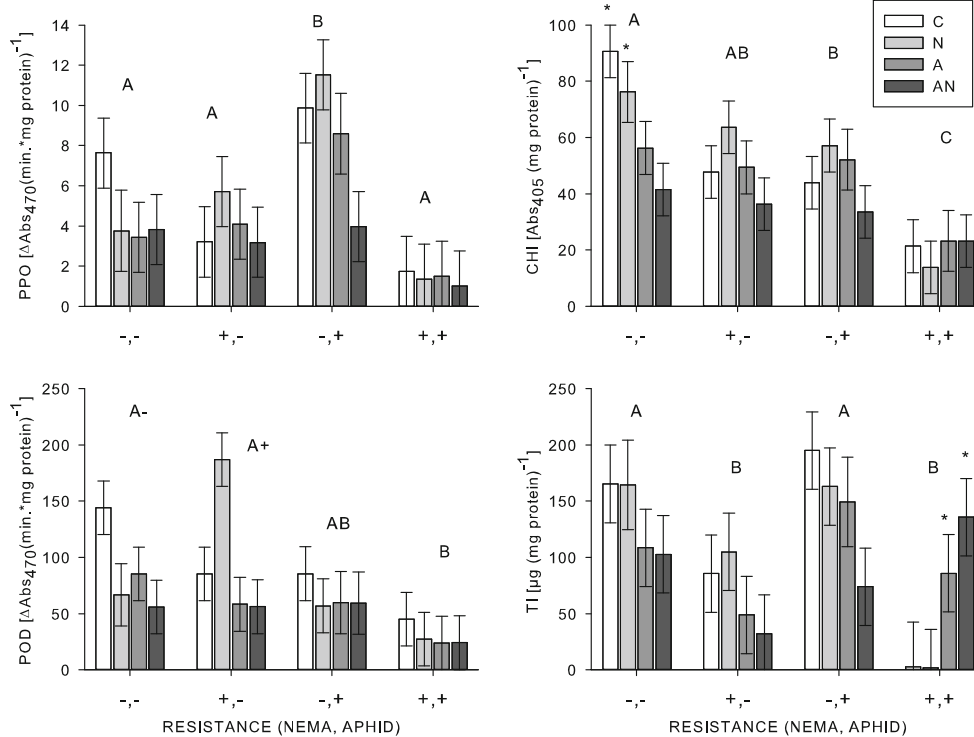 PPO [ΔAbs470(min.*mg protein)-1
14
12
10
8
6
4
2
0
A
A
B
A
-,-
+,-
-,+
+,+
CHI [Abs405 (mg protein)-1
100
80
60
40
20
0
*
*
A
AB
B
C
-,-
+,-
-,+
+,+
C
N
A
AN
POD [ΔAbs470(min.*mg protein)-1
250
200
150
100
50
0
A-
A+
AB
B
-,-
+,-
-,+
+,+
RESISTANCE (NEMA, APHID)
TI [µg (mg protein)-1
250
200
150
100
50
0
A
B
A
B
*
*
-,-
+,-
-,+
+,+
RESISTANCE (NEMA, APHID)